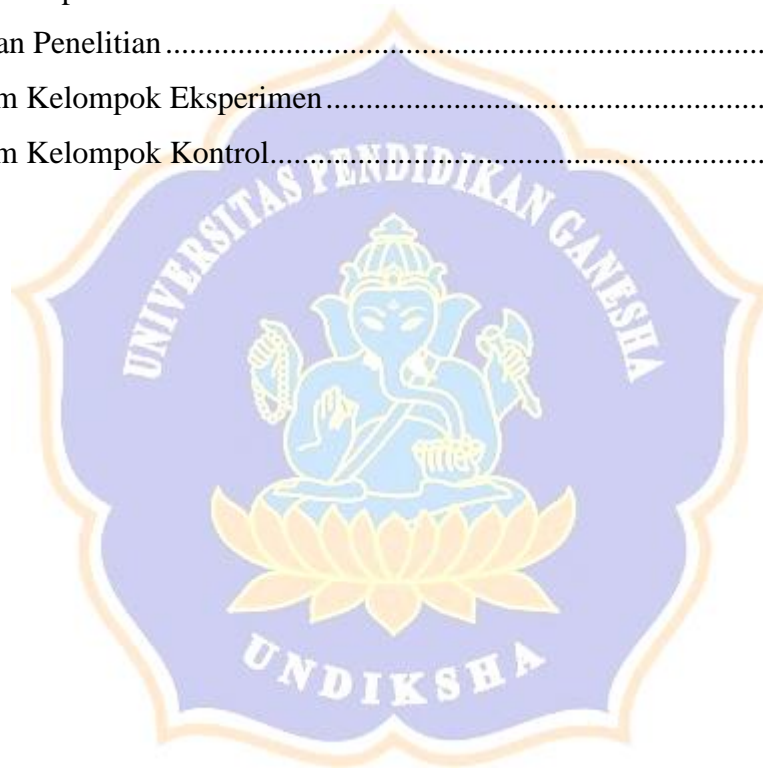 an Penelitian
m Kelompok Eksperimen
m Kelompok Kontrol
UNIVERSITAS PENDIDIKAN GANESHA
UNDIKSHA